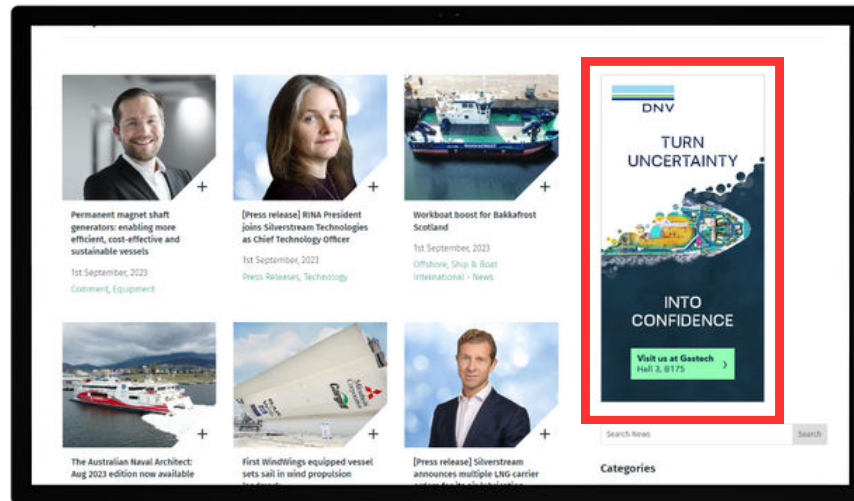 Permanent magnet shaft
generators: enabling more
efficient, cost-effective and
sustainable vessels
1st September, 2023
Comment, Equipment
[Press release] RINA President
joins Silverstream Technologies
as Chief Technology Officer
1st September, 2023
Press Releases, Technology
Workboat boost for Bakkafrost
Scotland
1st September, 2023
Offshore, Ship & Boat
International - News
The Australian Naval Architect:
Aug 2023 edition now available
Cargill
Mitsubishi
Corporation
First WindWings equipped vessel
sets sail in wind propulsion
[Press release] Silverstream
announces multiple LNG carrier
DNV
TURN
UNCERTAINTY
INTO
CONFIDENCE
Visit us at Gastech
Hall 3, B175
Search News
Search
Categories